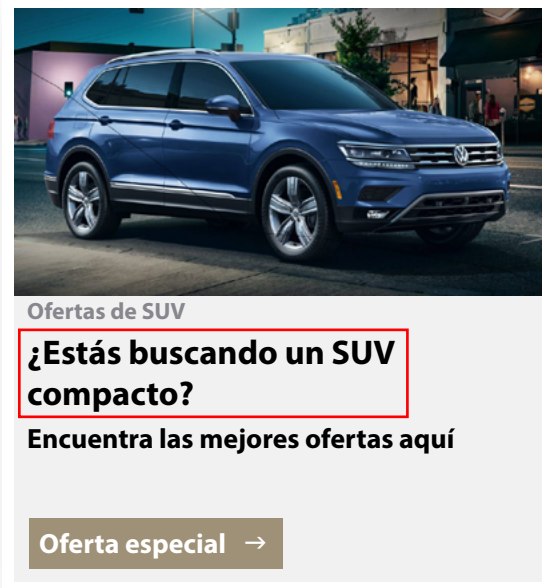 Ofertas de SUV
¿Estás buscando un SUV
compacto?
Encuentra las mejores ofertas aquí
Oferta especial →